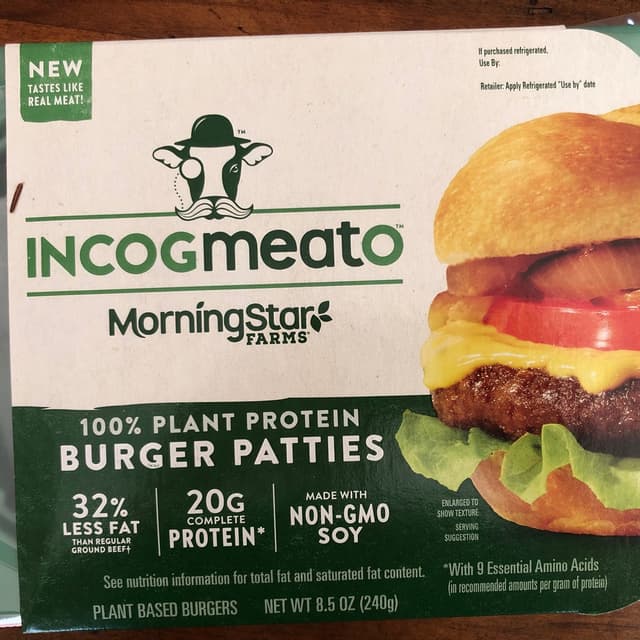 NEW
TASTES LIKE
REAL MEAT!
If purchased refrigerated,
Use By:
Retailer: Apply Refrigerated "Use by" date
TM
INCOGmeatO™
MorningStar
FARMS®
100% PLANT PROTEIN
BURGER PATTIES
32%
LESS FAT
THAN REGULAR
GROUND BEEF†
20G
COMPLETE
PROTEIN*
MADE WITH
NON-GMO
SOY
ENLARGED TO
SHOW TEXTURE
SERVING
SUGGESTION
See nutrition information for total fat and saturated fat content.
*With 9 Essential Amino Acids
(in recommended amounts per gram of protein)
PLANT BASED BURGERS NET WT 8.5 OZ (240g)